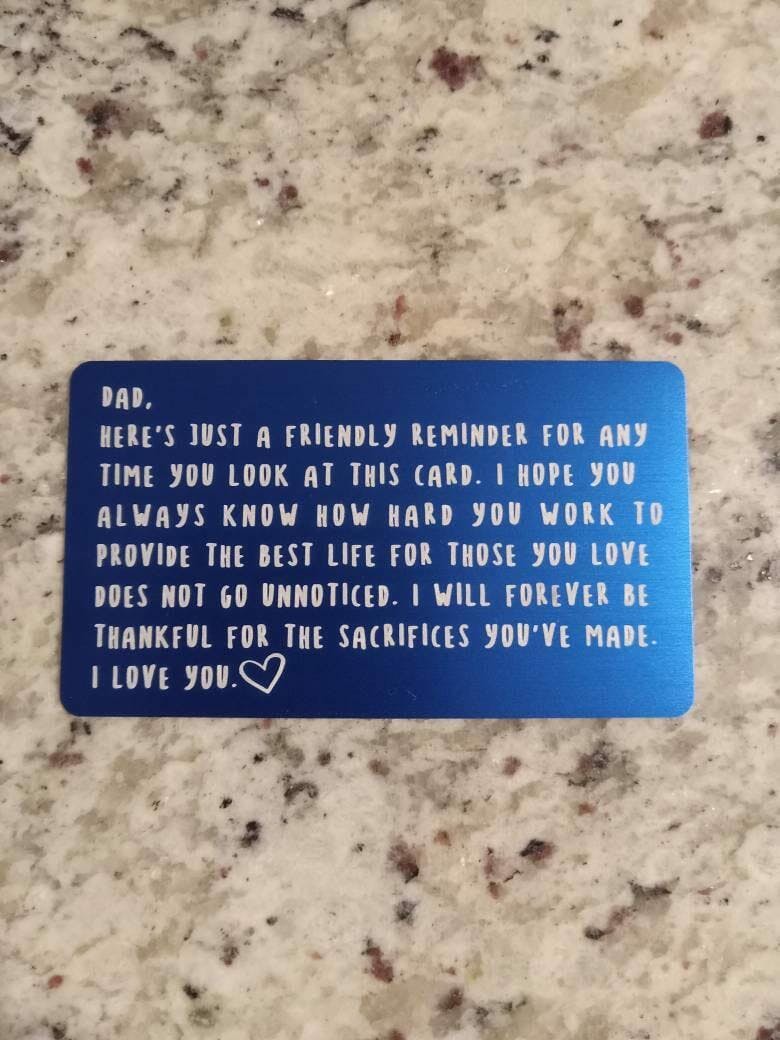 DAD,
HERE'S JUST A FRIENDLY REMINDER FOR ANY
TIME YOU LOOK AT THIS CARD. I HOPE YOU
ALWAYS KNOW HOW HARD YOU WORK TO
PROVIDE THE BEST LIFE FOR THOSE YOU LOVE
DOES NOT GO UNNOTICED. I WILL FOREVER BE
THANKFUL FOR THE SACRIFICES YOU'VE MADE.
I LOVE YOU.